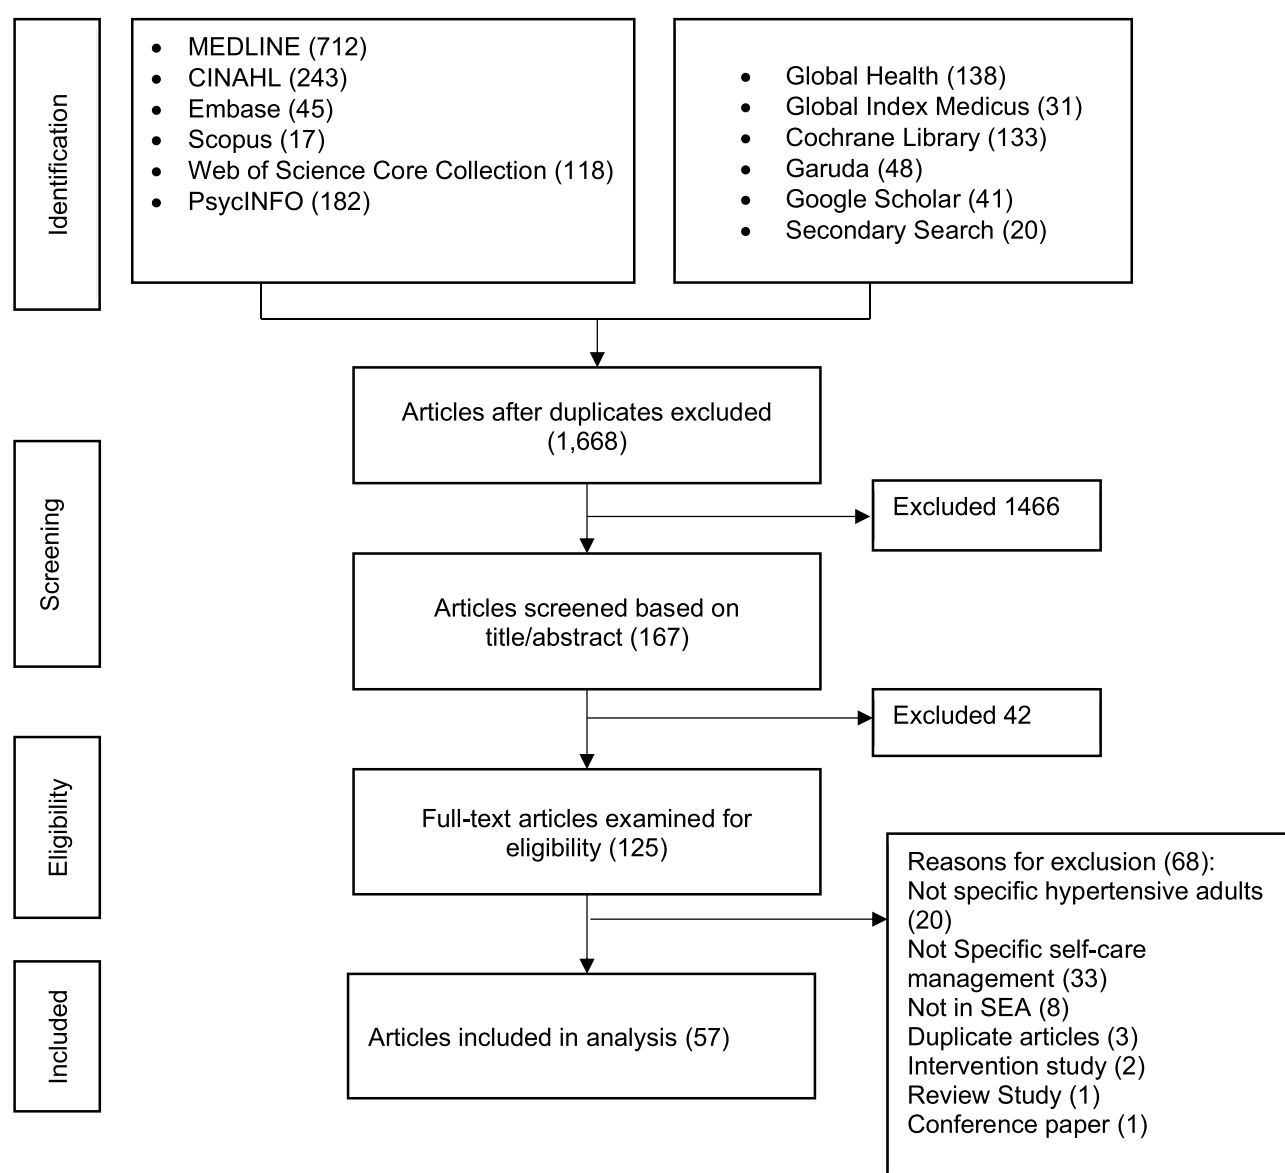 Identification
• MEDLINE (712)
• CINAHL (243)
• Embase (45)
• Scopus (17)
• Web of Science Core Collection (118)
• PsycINFO (182)
• Global Health (138)
• Global Index Medicus (31)
• Cochrane Library (133)
• Garuda (48)
• Google Scholar (41)
• Secondary Search (20)
Articles after duplicates excluded
(1,668)
Screening
Excluded 1466
Articles screened based on
title/abstract (167)
Excluded 42
Eligibility
Full-text articles examined for
eligibility (125)
Reasons for exclusion (68):
Not specific hypertensive adults
(20)
Not Specific self-care
management (33)
Not in SEA (8)
Duplicate articles (3)
Intervention study (2)
Review Study (1)
Conference paper (1)
Included
Articles included in analysis (57)